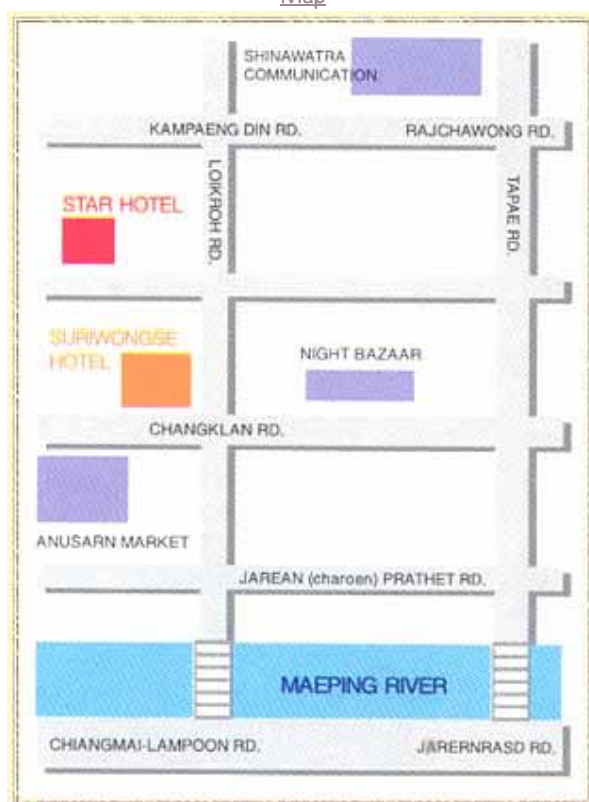 Map
SHINAWATRA
COMMUNICATION
KAMPAENG DIN RD.
RAJCHAWONG RD.
LOIKROH RD.
TAPAE RD.
STAR HOTEL
SURIWONGSE
HOTEL
NIGHT BAZAAR
CHANGKLAN RD.
ANUSARN MARKET
JAREAN (charoen) PRATHET RD.
MAEPING RIVER
CHIANGMAI-LAMPOON RD.
JARERNRASD RD.